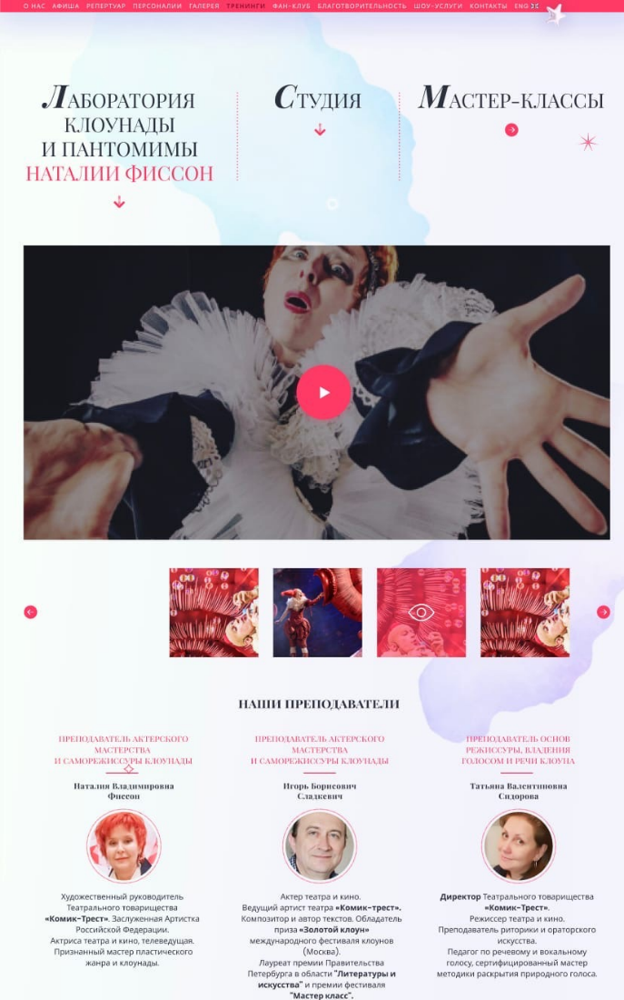 О НАС АФИША РЕПЕРТУАР ПЕРСОНАЛИИ ГАЛЕРЕЯ ТРЕНИНГИ ФАН-КЛУБ БЛАГОТВОРИТЕЛЬНОСТЬ ШОУ-УСЛУГИ КОНТАКТЫ ENG
ЛАБОРАТОРИЯ
КЛОУНАДЫ
И ПАНТОМИМЫ
НАТАЛИИ ФИССОН
СТУДИЯ
МАСТЕР-КЛАССЫ
НАШИ ПРЕПОДАВАТЕЛИ
ПРЕПОДАВАТЕЛЬ АКТЕРСКОГО
МАСТЕРСТВА
И САМОРЕЖИССУРЫ КЛОУНАДЫ
Наталия Владимировна
Фиссон
Художественный руководитель
Театрального товарищества
«Комик-Трест». Заслуженная Артистка
Российской Федерации.
Актриса театра и кино, телеведущая.
Признанный мастер пластического
жанра и клоунады.
ПРЕПОДАВАТЕЛЬ АКТЕРСКОГО
МАСТЕРСТВА
И САМОРЕЖИССУРЫ КЛОУНАДЫ
Игорь Борисович
Сладкевич
Актер театра и кино.
Ведущий артист театра «Комик-трест».
Композитор и автор текстов. Обладатель
приза «Золотой клоун»
международного фестиваля клоунов
(Москва).
Лауреат премии Правительства
Петербурга в области "Литературы и
искусства" и премии фестиваля
"Мастер класс".
ПРЕПОДАВАТЕЛЬ ОСНОВ
РЕЖИССУРЫ, ВЛАДЕНИЯ
ГОЛОСОМ И РЕЧИ КЛОУНА
Татьяна Валентиновна
Сидорова
Директор Театрального товарищества
«Комик-Трест».
Режиссер театра и кино.
Преподаватель риторики и ораторского
искусства.
Педагог по речевому и вокальному
голосу, сертифицированный мастер
методики раскрытия природного голоса.